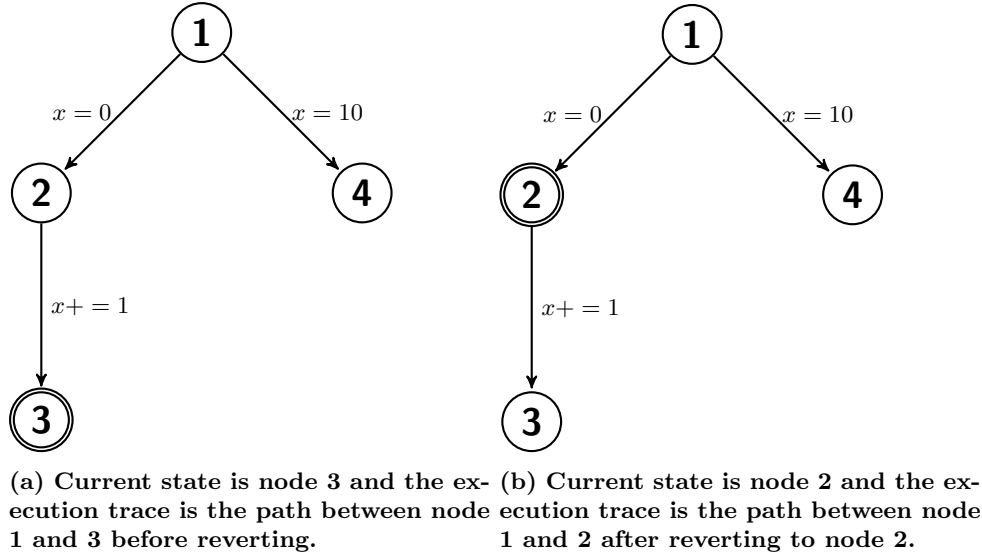 1
x = 0
x = 10
2
4
x+ = 1
3
(a) Current state is node 3 and the ex-
ecution trace is the path between node
1 and 3 before reverting.
1
x = 0
x = 10
2
4
x+ = 1
3
(b) Current state is node 2 and the ex-
ecution trace is the path between node
1 and 2 after reverting to node 2.